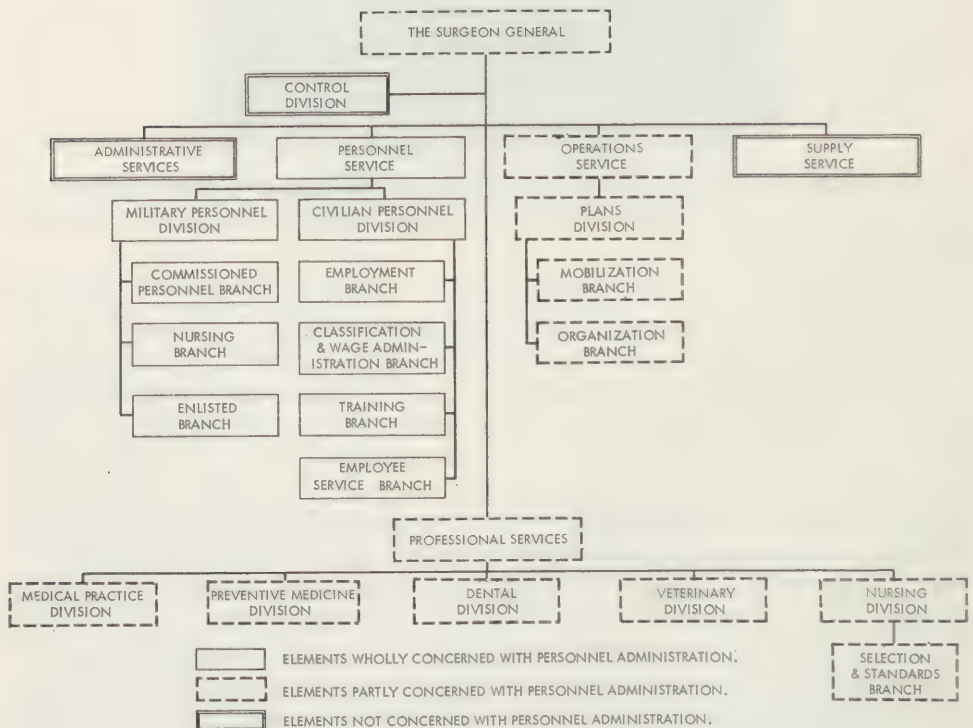 THE SURGEON GENERAL
CONTROL
DIVISION
ADMINISTRATIVE
SERVICES
PERSONNEL
SERVICE
OPERATIONS
SERVICE
SUPPLY
SERVICE
MILITARY PERSONNEL
DIVISION
CIVILIAN PERSONNEL
DIVISION
PLANS
DIVISION
COMMISSIONED
PERSONNEL BRANCH
EMPLOYMENT
BRANCH
MOBILIZATION
BRANCH
NURSING
BRANCH
CLASSIFICATION
& WAGE ADMIN-
ISTRATION BRANCH
ORGANIZATION
BRANCH
ENLISTED
BRANCH
TRAINING
BRANCH
EMPLOYEE
SERVICE BRANCH
PROFESSIONAL SERVICES
MEDICAL PRACTICE
DIVISION
PREVENTIVE MEDICINE
DIVISION
DENTAL
DIVISION
VETERINARY
DIVISION
NURSING
DIVISION
SELECTION
& STANDARDS
BRANCH
ELEMENTS WHOLLY CONCERNED WITH PERSONNEL ADMINISTRATION.
ELEMENTS PARTLY CONCERNED WITH PERSONNEL ADMINISTRATION.
ELEMENTS NOT CONCERNED WITH PERSONNEL ADMINISTRATION.